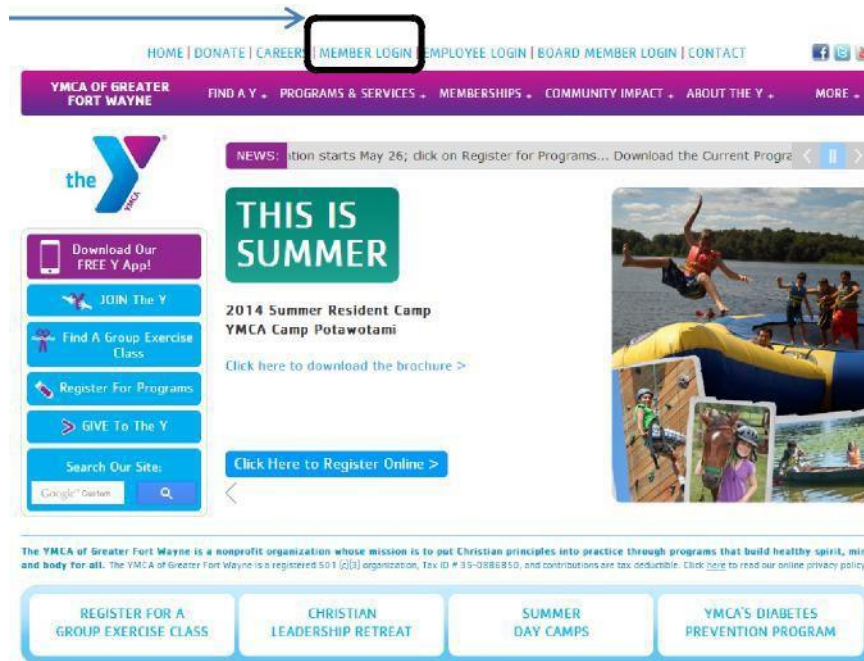 HOME | DONATE | CAREERS | MEMBER LOGIN | EMPLOYEE LOGIN | BOARD MEMBER LOGIN | CONTACT
YMCA OF GREATER
FORT WAYNE
FIND A Y PROGRAMS & SERVICES MEMBERSHIPS COMMUNITY IMPACT ABOUT THE Y MORE
the
YMCA
NEWS: tion starts May 26; click on Register for Programs... Download the Current Progra
Download Our
FREE Y App!
JOIN The Y
Find A Group Exercise
Class
Register For Programs
GIVE To The Y
Search Our Site:
Google™ Custom
THIS IS
SUMMER
2014 Summer Resident Camp
YMCA Camp Potawotami
Click here to download the brochure >
Click Here to Register Online >
The YMCA of Greater Fort Wayne is a nonprofit organization whose mission is to put Christian principles into practice through programs that build healthy spirit, min
and body for all. The YMCA of Greater Fort Wayne is a registered 501 (c)(3) organization, Tax ID # 35-0886850, and contributions are tax deductible. Click here to read our online privacy policy
REGISTER FOR A
GROUP EXERCISE CLASS
CHRISTIAN
LEADERSHIP RETREAT
SUMMER
DAY CAMPS
YMCA'S DIABETES
PREVENTION PROGRAM